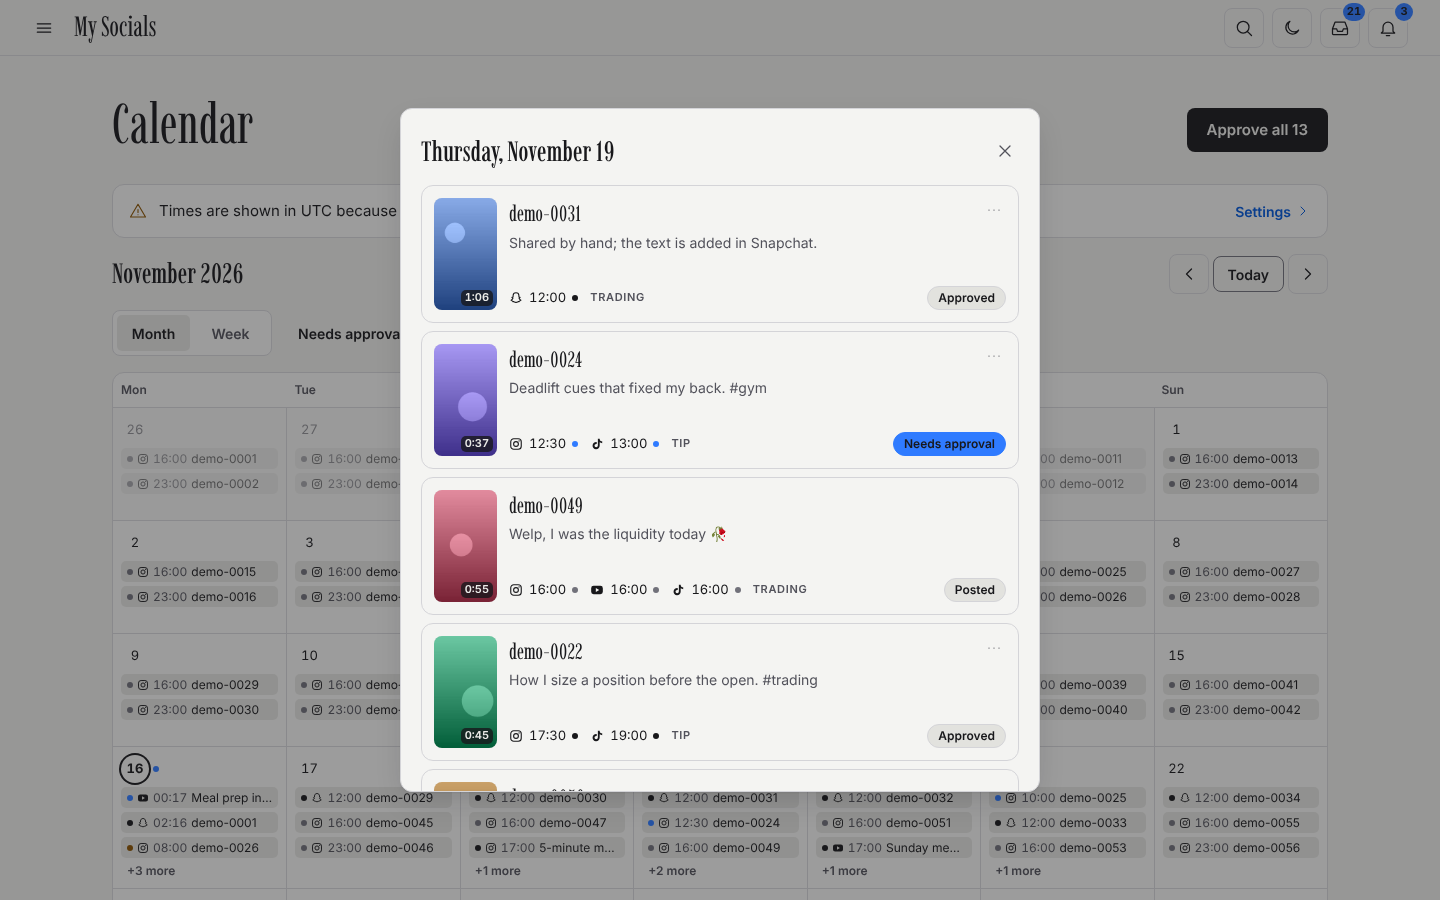 My Socials
21
3
Calendar
Approve all 13
Times are shown in UTC because
Settings
November 2026
Today
Month Week Needs approva
Mon Tue Sun
26 27 1
16:00 demo-0001 16:00 demo- 00 demo-0011 16:00 demo-0013
23:00 demo-0002 23:00 demo- 00 demo-0012 23:00 demo-0014
2 3 8
16:00 demo-0015 16:00 demo- 00 demo-0025 16:00 demo-0027
23:00 demo-0016 23:00 demo- 00 demo-0026 23:00 demo-0028
9 10 15
16:00 demo-0029 16:00 demo- 00 demo-0039 16:00 demo-0041
23:00 demo-0030 23:00 demo- 00 demo-0040 23:00 demo-0042
16 17 22
00:17 Meal prep in... 12:00 demo-0029 12:00 demo-0030 12:00 demo-0031 12:00 demo-0032 10:00 demo-0025 12:00 demo-0034
02:16 demo-0001 16:00 demo-0045 16:00 demo-0047 12:30 demo-0024 16:00 demo-0051 12:00 demo-0033 16:00 demo-0055
08:00 demo-0026 23:00 demo-0046 17:00 5-minute m... 16:00 demo-0049 17:00 Sunday me... 16:00 demo-0053 23:00 demo-0056
+3 more +1 more +2 more +1 more +1 more
Thursday, November 19
demo-0031
Shared by hand; the text is added in Snapchat.
1:06
12:00 TRADING Approved
demo-0024
Deadlift cues that fixed my back. #gym
0:37
12:30 13:00 TIP Needs approval
demo-0049
Welp, I was the liquidity today 🥀
0:55
16:00 16:00 16:00 TRADING Posted
demo-0022
How I size a position before the open. #trading
0:45
17:30 19:00 TIP Approved